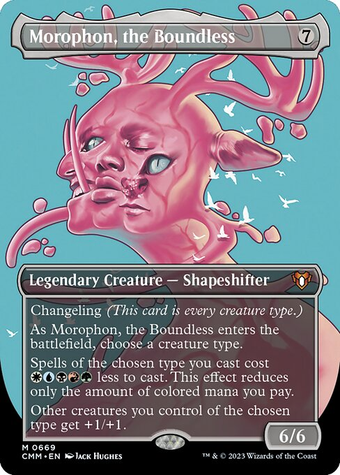 Morophon, the Boundless 7
Legendary Creature — Shapeshifter
Changeling (This card is every creature type.)
As Morophon, the Boundless enters the
battlefield, choose a creature type.
Spells of the chosen type you cast cost
less to cast. This effect reduces
only the amount of colored mana you pay.
Other creatures you control of the chosen
type get +1/+1.
6/6
M 0669
CMM • EN Jack Hughes
™ & © 2023 Wizards of the Coast